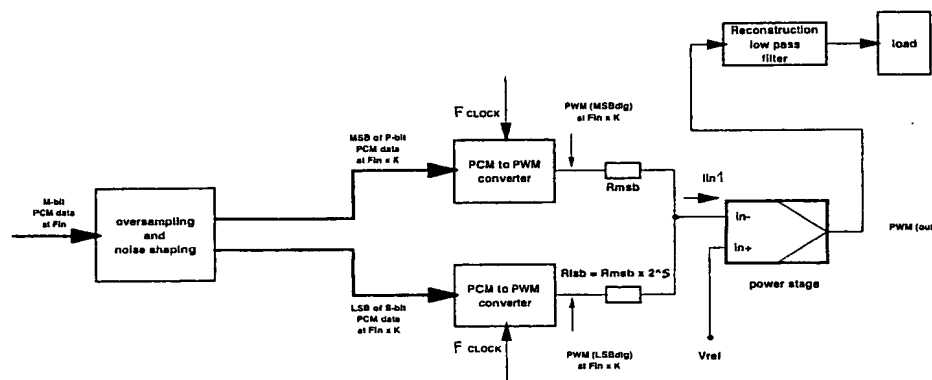 M-bit
PCM data
at Fin
oversampling
and
noise shaping
MSB of P-bit
PCM data
at Fin x K
LSB of S-bit
PCM data
at Fin x K
F CLOCK
PCM to PWM
converter
PWM (MSBdig)
at Fin x K
Rmsb
PCM to PWM
converter
F CLOCK
PWM (LSBdig)
at Fin x K
Rlsb = Rmsb x 2^S
Iin1
in-
in+
power stage
Vref
PWM (out
Reconstruction
low pass
filter
load